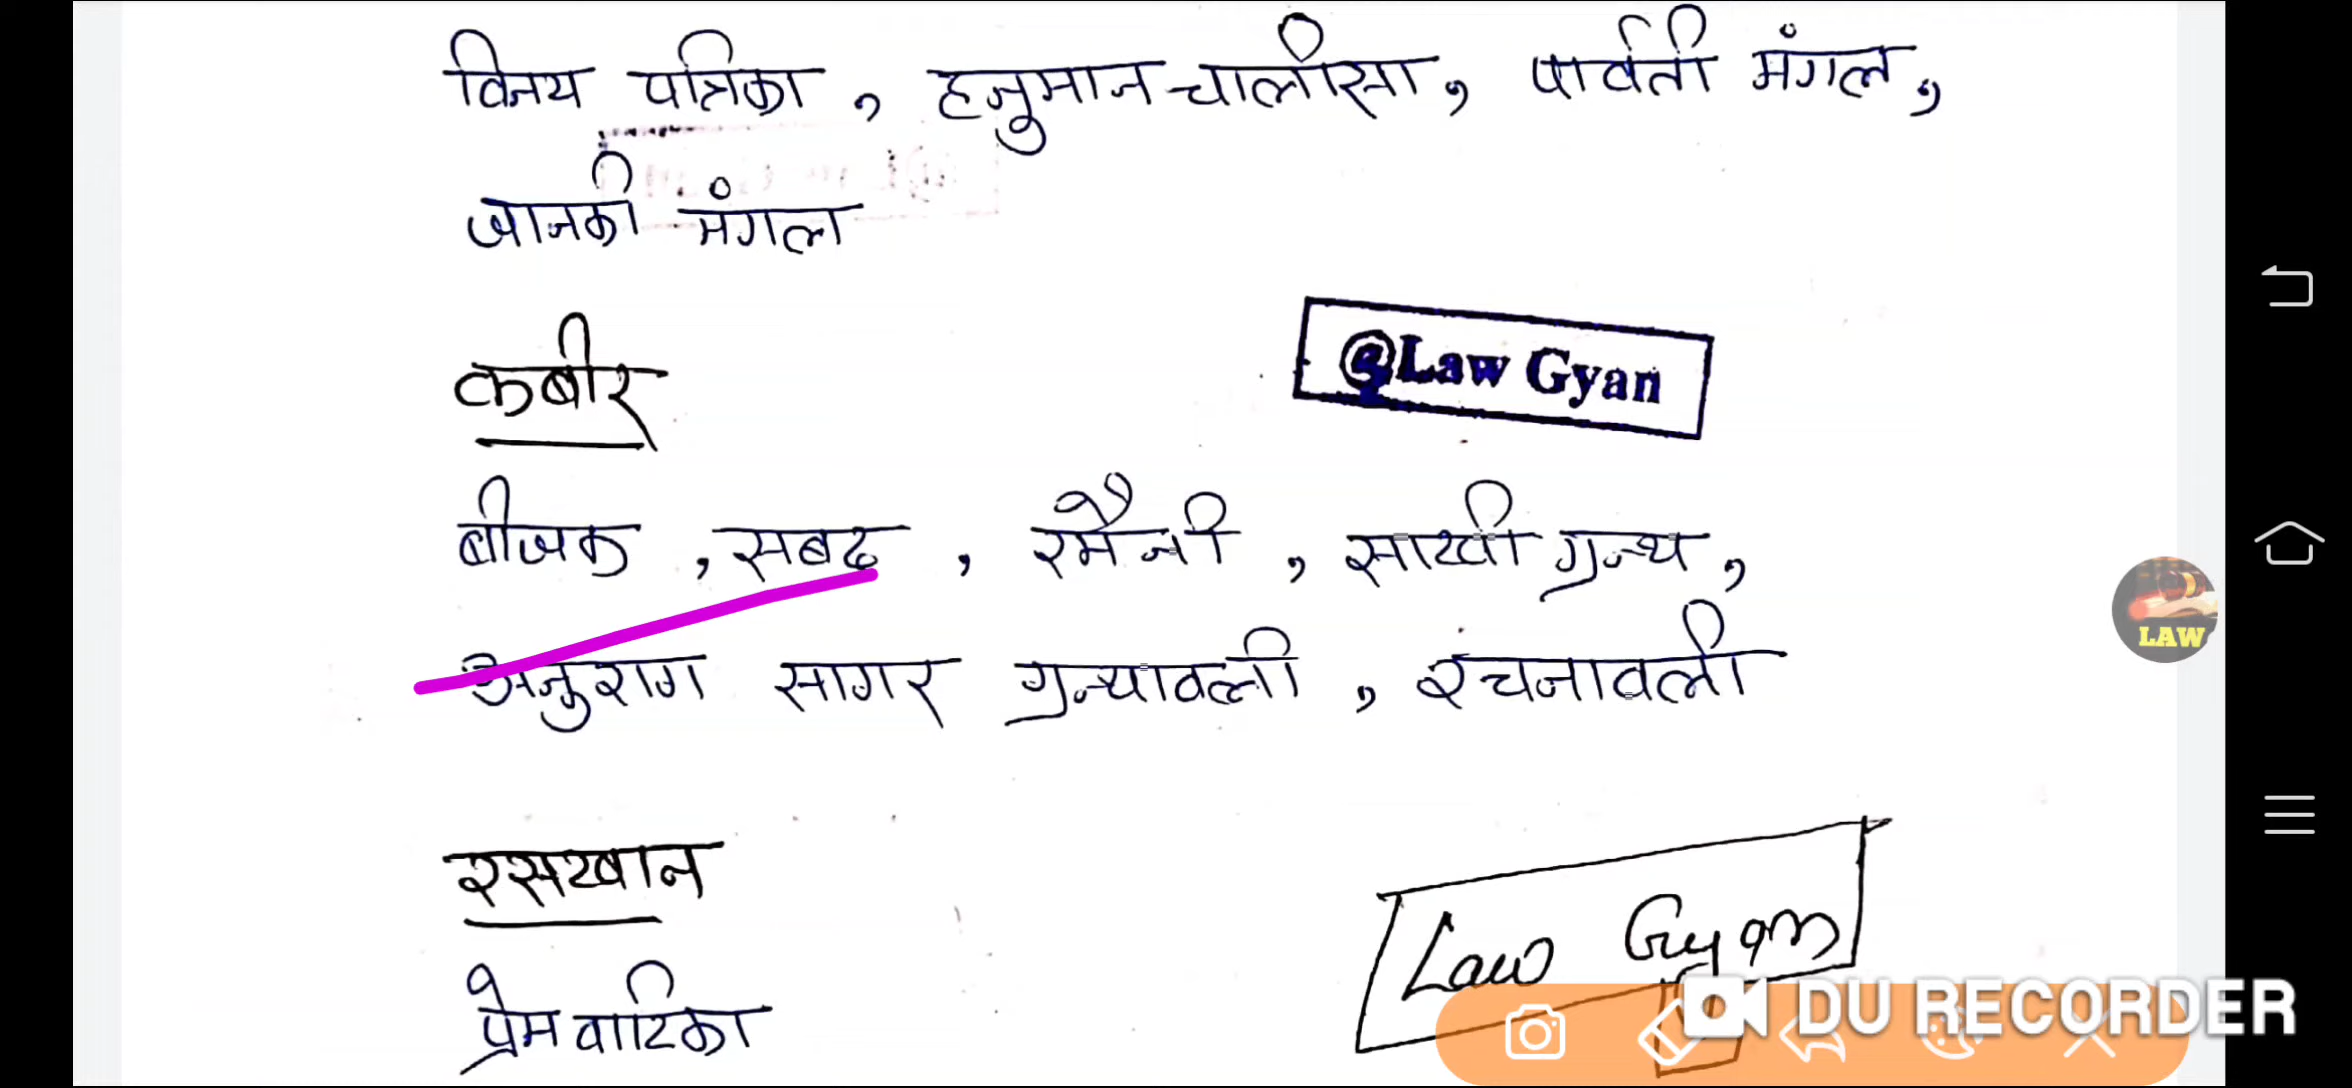 विनय पत्रिका, हनुमान चालीसा, पार्वती मंगल,
जानकी मंगल
कबीर
@Law Gyan
बीजक, सबद, रमैनी, साखी ग्रन्थ,
LAW
अनुराग सागर ग्रन्थावली, रचनावली
रसखान
Law Gyan
प्रेम वाटिका
DU RECORDER